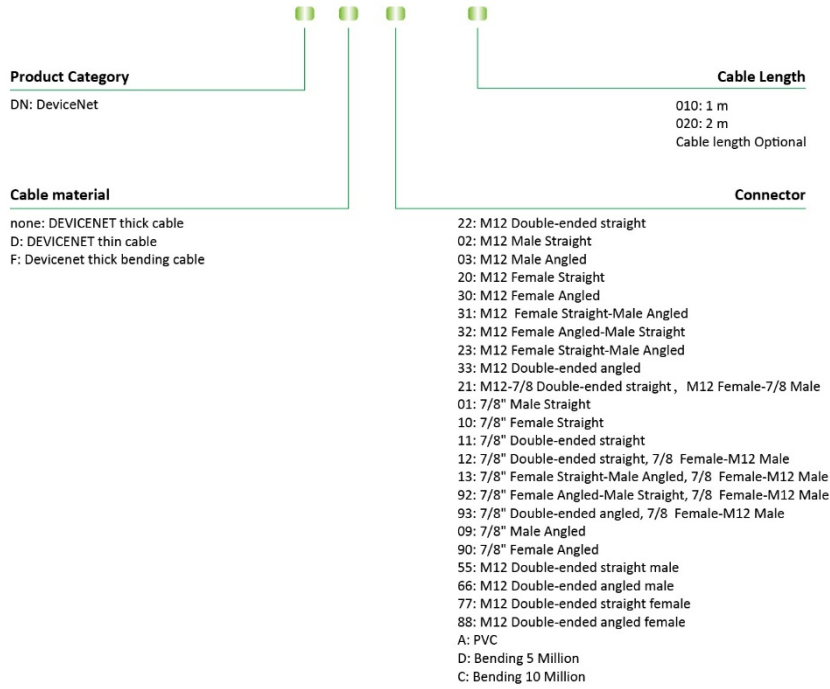 Product Category
DN: DeviceNet
Cable Length
010: 1 m
020: 2 m
Cable length Optional
Cable material
none: DEVICENET thick cable
D: DEVICENET thin cable
F: Devicenet thick bending cable
Connector
22: M12 Double-ended straight
02: M12 Male Straight
03: M12 Male Angled
20: M12 Female Straight
30: M12 Female Angled
31: M12  Female Straight-Male Angled
32: M12 Female Angled-Male Straight
23: M12 Female Straight-Male Angled
33: M12 Double-ended angled
21: M12-7/8 Double-ended straight， M12 Female-7/8 Male
01: 7/8" Male Straight
10: 7/8" Female Straight
11: 7/8" Double-ended straight
12: 7/8" Double-ended straight, 7/8  Female-M12 Male
13: 7/8" Female Straight-Male Angled, 7/8  Female-M12 Male
92: 7/8" Female Angled-Male Straight, 7/8  Female-M12 Male
93: 7/8" Double-ended angled, 7/8  Female-M12 Male
09: 7/8" Male Angled
90: 7/8" Female Angled
55: M12 Double-ended straight male
66: M12 Double-ended angled male
77: M12 Double-ended straight female
88: M12 Double-ended angled female
A: PVC
D: Bending 5 Million
C: Bending 10 Million